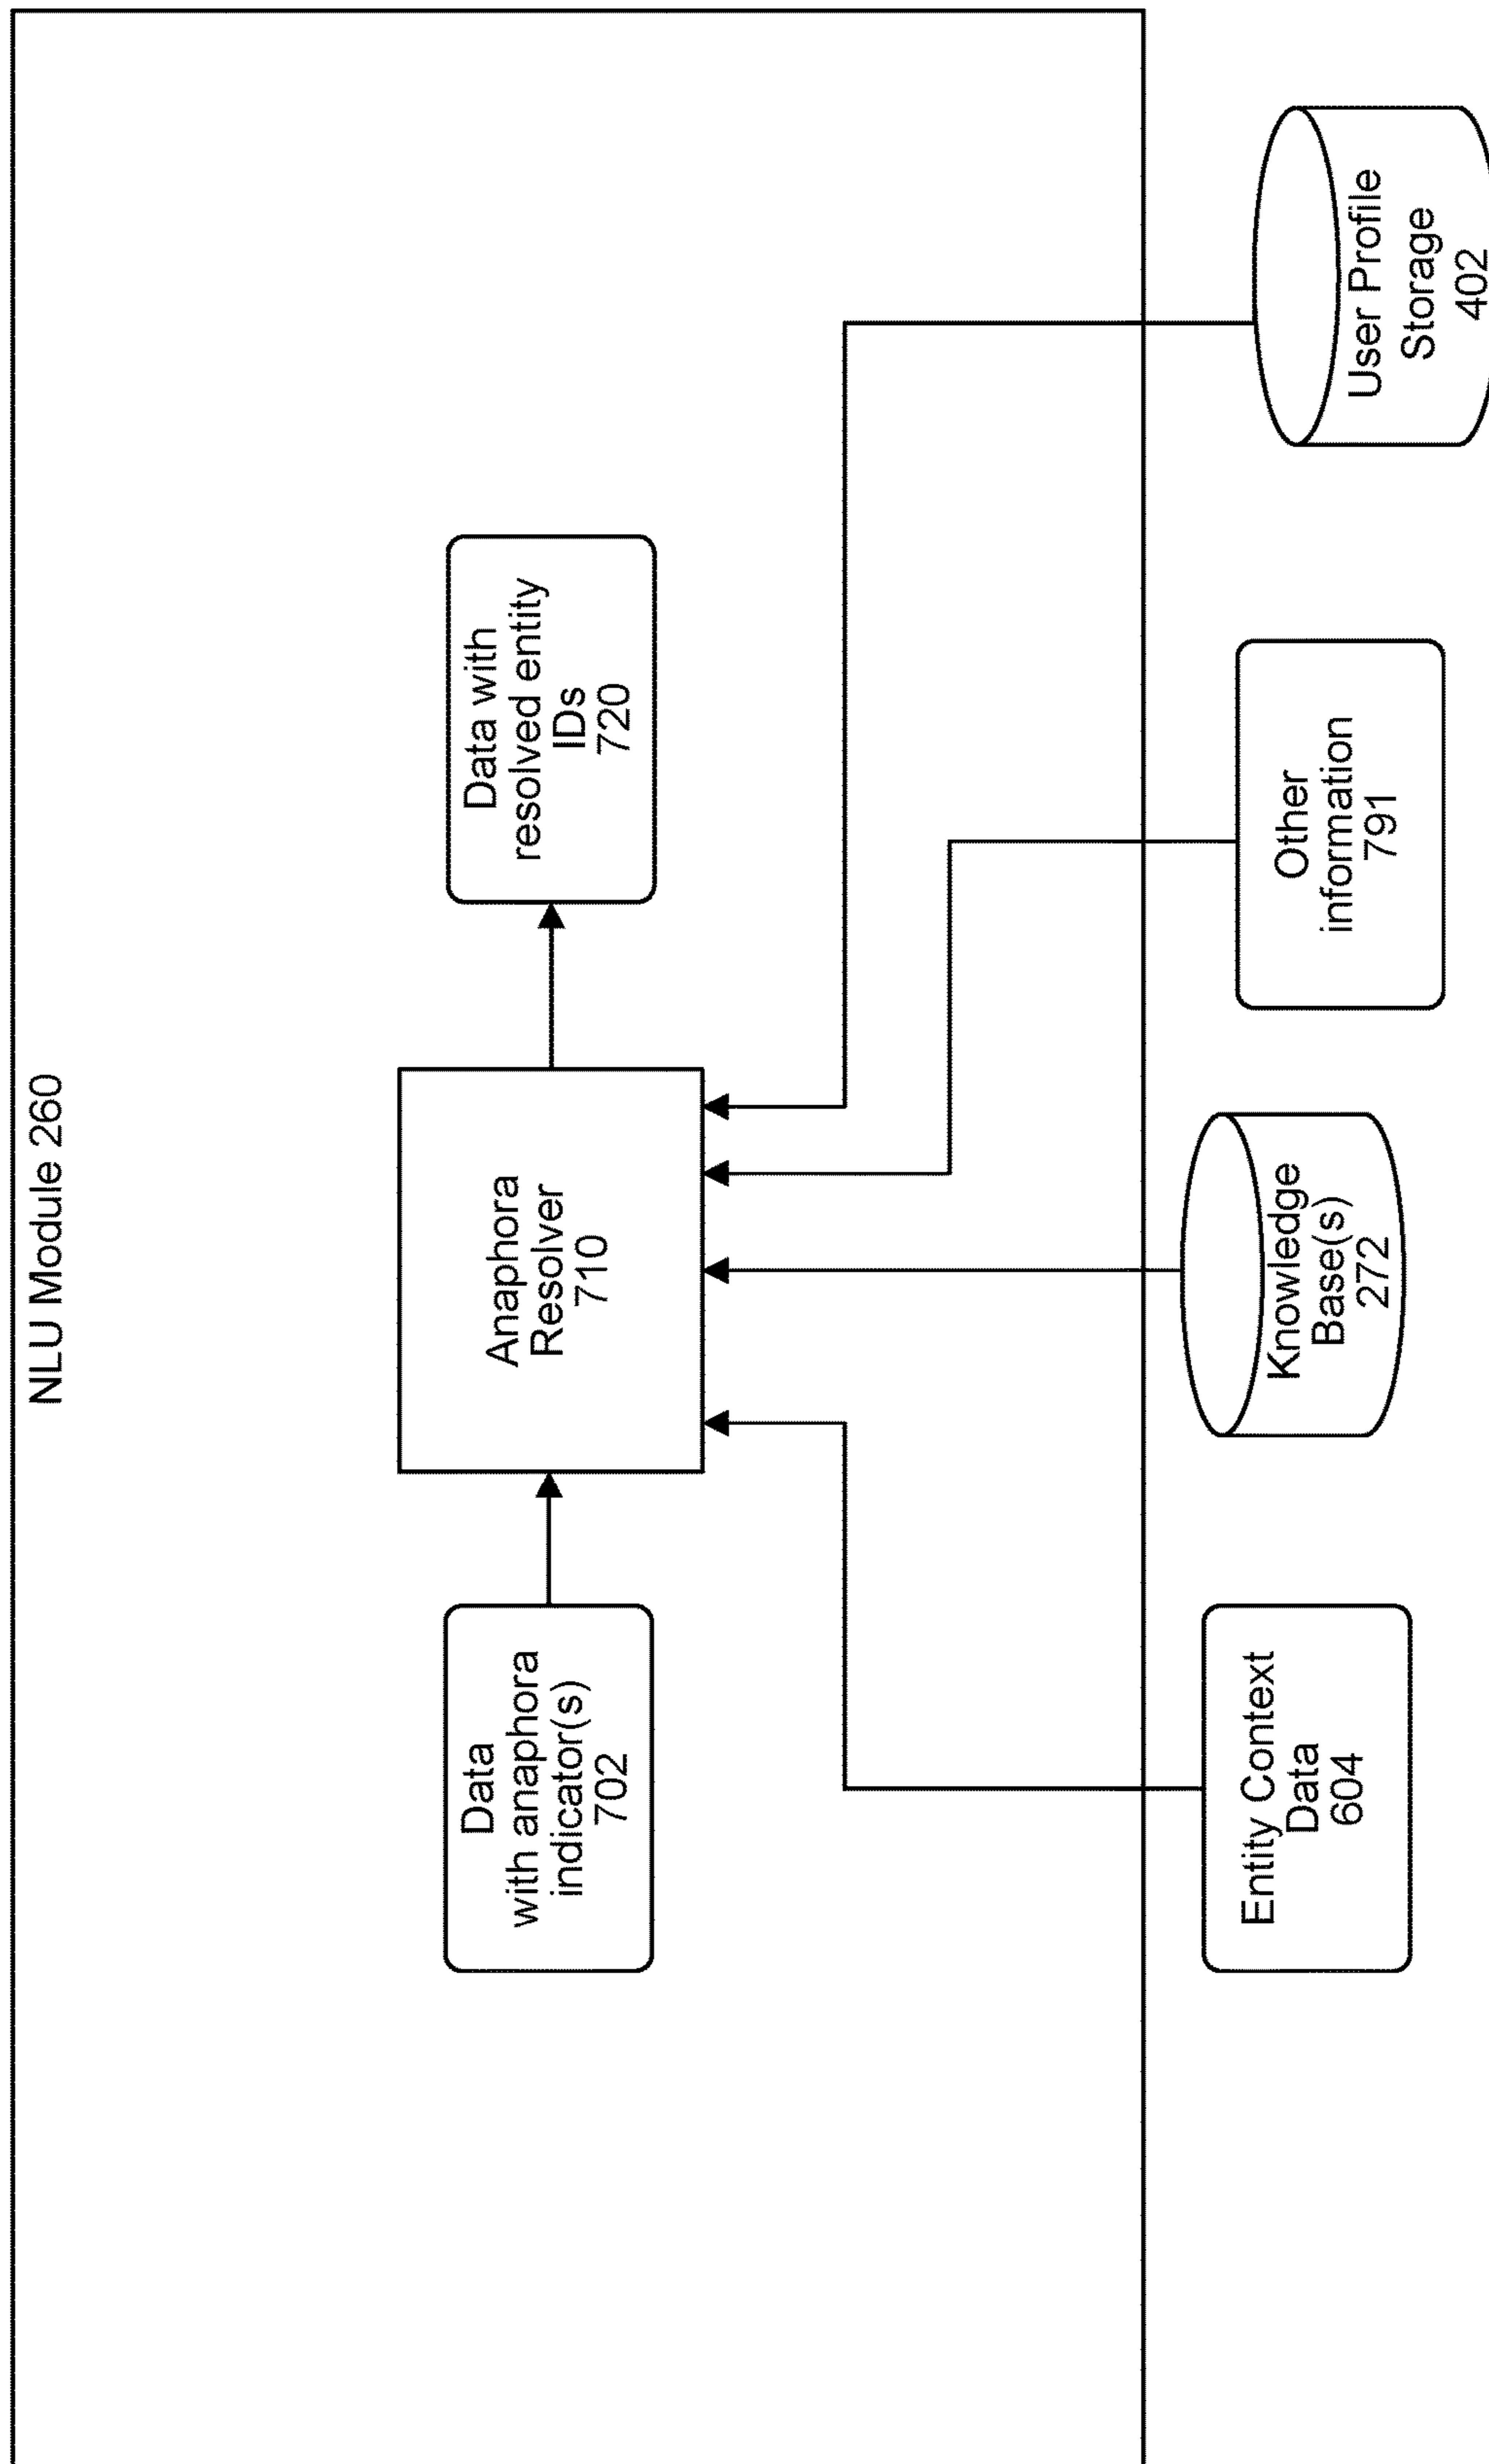 NLU Module 260
Data
with anaphora
indicator(s)
702
Anaphora
Resolver
710
Data with
resolved entity
IDs
720
Entity Context
Data
604
Knowledge
Base(s)
272
Other
information
791
User Profile
Storage
402